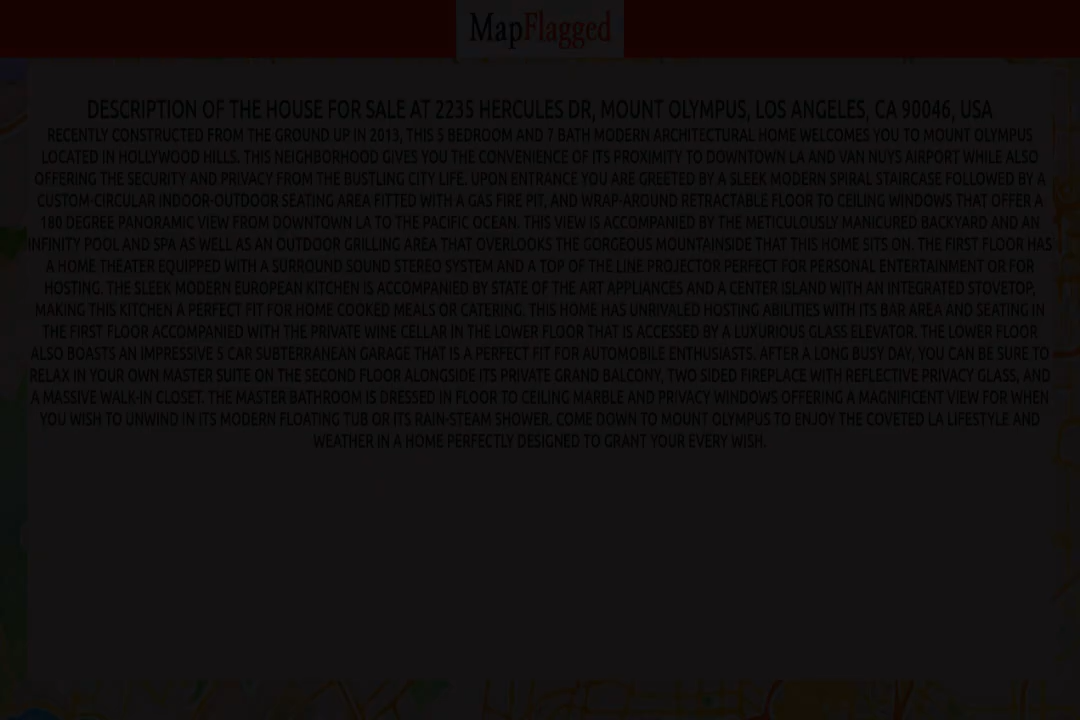 MapFlagged
DESCRIPTION OF THE HOUSE FOR SALE AT 2235 HERCULES DR, MOUNT OLYMPUS, LOS ANGELES, CA 90046, USA
RECENTLY CONSTRUCTED FROM THE GROUND UP IN 2013, THIS 5 BEDROOM AND 7 BATH MODERN ARCHITECTURAL HOME WELCOMES YOU TO MOUNT OLYMPUS
LOCATED IN HOLLYWOOD HILLS. THIS NEIGHBORHOOD GIVES YOU THE CONVENIENCE OF ITS PROXIMITY TO DOWNTOWN LA AND VAN NUYS AIRPORT WHILE ALSO
OFFERING THE SECURITY AND PRIVACY FROM THE BUSTLING CITY LIFE. UPON ENTRANCE YOU ARE GREETED BY A SLEEK MODERN SPIRAL STAIRCASE FOLLOWED BY A
CUSTOM-CIRCULAR INDOOR-OUTDOOR SEATING AREA FITTED WITH A GAS FIRE PIT, AND WRAP-AROUND RETRACTABLE FLOOR TO CEILING WINDOWS THAT OFFER A
180 DEGREE PANORAMIC VIEW FROM DOWNTOWN LA TO THE PACIFIC OCEAN. THIS VIEW IS ACCOMPANIED BY THE METICULOUSLY MANICURED BACKYARD AND AN
INFINITY POOL AND SPA AS WELL AS AN OUTDOOR GRILLING AREA THAT OVERLOOKS THE GORGEOUS MOUNTAINSIDE THAT THIS HOME SITS ON. THE FIRST FLOOR HAS
A HOME THEATER EQUIPPED WITH A SURROUND SOUND STEREO SYSTEM AND A TOP OF THE LINE PROJECTOR PERFECT FOR PERSONAL ENTERTAINMENT OR FOR
HOSTING. THE SLEEK MODERN EUROPEAN KITCHEN IS ACCOMPANIED BY STATE OF THE ART APPLIANCES AND A CENTER ISLAND WITH AN INTEGRATED STOVETOP,
MAKING THIS KITCHEN A PERFECT FIT FOR HOME COOKED MEALS OR CATERING. THIS HOME HAS UNRIVALED HOSTING ABILITIES WITH ITS BAR AREA AND SEATING IN
THE FIRST FLOOR ACCOMPANIED WITH THE PRIVATE WINE CELLAR IN THE LOWER FLOOR THAT IS ACCESSED BY A LUXURIOUS GLASS ELEVATOR. THE LOWER FLOOR
ALSO BOASTS AN IMPRESSIVE 5 CAR SUBTERRANEAN GARAGE THAT IS A PERFECT FIT FOR AUTOMOBILE ENTHUSIASTS. AFTER A LONG BUSY DAY, YOU CAN BE SURE TO
RELAX IN YOUR OWN MASTER SUITE ON THE SECOND FLOOR ALONGSIDE ITS PRIVATE GRAND BALCONY, TWO SIDED FIREPLACE WITH REFLECTIVE PRIVACY GLASS, AND
A MASSIVE WALK-IN CLOSET. THE MASTER BATHROOM IS DRESSED IN FLOOR TO CEILING MARBLE AND PRIVACY WINDOWS OFFERING A MAGNIFICENT VIEW FOR WHEN
YOU WISH TO UNWIND IN ITS MODERN FLOATING TUB OR ITS RAIN-STEAM SHOWER. COME DOWN TO MOUNT OLYMPUS TO ENJOY THE COVETED LA LIFESTYLE AND
WEATHER IN A HOME PERFECTLY DESIGNED TO GRANT YOUR EVERY WISH.